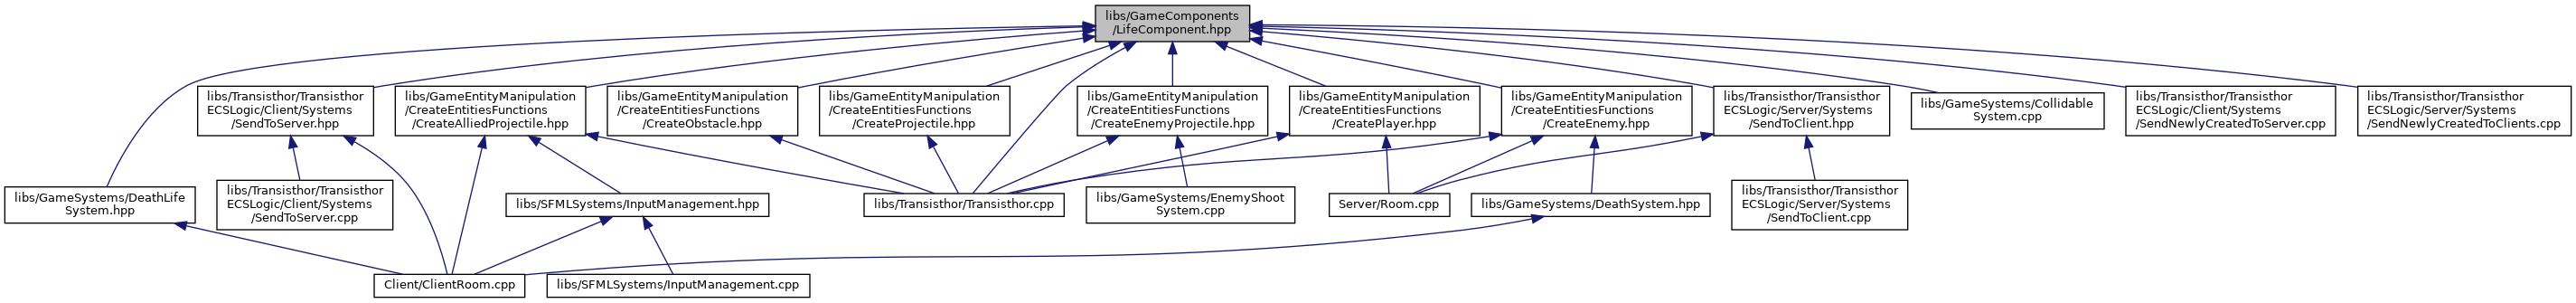 libs/GameComponents
/LifeComponent.hpp
libs/Transisthor/Transisthor
ECSLogic/Client/Systems
/SendToServer.hpp
libs/GameEntityManipulation
/CreateEntitiesFunctions
/CreateAlliedProjectile.hpp
libs/GameEntityManipulation
/CreateEntitiesFunctions
/CreateObstacle.hpp
libs/GameEntityManipulation
/CreateEntitiesFunctions
/CreateProjectile.hpp
libs/GameEntityManipulation
/CreateEntitiesFunctions
/CreateEnemyProjectile.hpp
libs/GameEntityManipulation
/CreateEntitiesFunctions
/CreatePlayer.hpp
libs/GameEntityManipulation
/CreateEntitiesFunctions
/CreateEnemy.hpp
libs/Transisthor/Transisthor
ECSLogic/Server/Systems
/SendToClient.hpp
libs/GameSystems/Collidable
System.cpp
libs/Transisthor/Transisthor
ECSLogic/Client/Systems
/SendNewlyCreatedToServer.cpp
libs/Transisthor/Transisthor
ECSLogic/Server/Systems
/SendNewlyCreatedToClients.cpp
libs/GameSystems/DeathLife
System.hpp
libs/Transisthor/Transisthor
ECSLogic/Client/Systems
/SendToServer.cpp
libs/SFMLSystems/InputManagement.hpp
libs/Transisthor/Transisthor.cpp
libs/GameSystems/EnemyShoot
System.cpp
Server/Room.cpp
libs/GameSystems/DeathSystem.hpp
libs/Transisthor/Transisthor
ECSLogic/Server/Systems
/SendToClient.cpp
Client/ClientRoom.cpp
libs/SFMLSystems/InputManagement.cpp